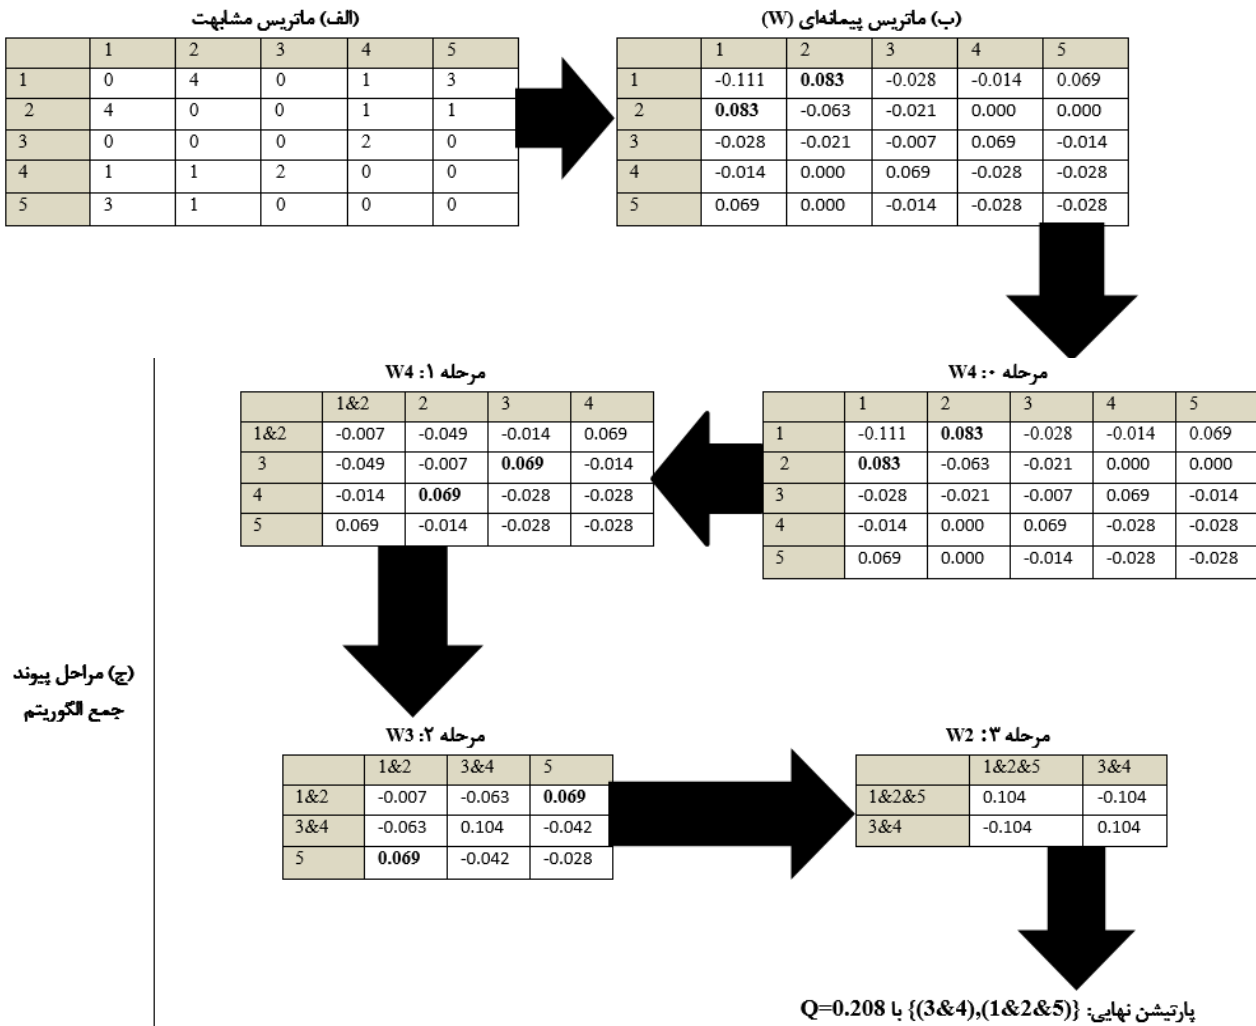 (الف) ماتریس مشابهت
1 2 3 4 5
1 0 4 0 1 3
2 4 0 0 1 1
3 0 0 0 2 0
4 1 1 2 0 0
5 3 1 0 0 0
(ب) ماتریس پیمانه‌ای (W)
1 2 3 4 5
1 -0.111 0.083 -0.028 -0.014 0.069
2 0.083 -0.063 -0.021 0.000 0.000
3 -0.028 -0.021 -0.007 0.069 -0.014
4 -0.014 0.000 0.069 -0.028 -0.028
5 0.069 0.000 -0.014 -0.028 -0.028
(ج) مراحل پیوند
جمع الگوریتم
مرحله ۰: W4
1 2 3 4 5
1 -0.111 0.083 -0.028 -0.014 0.069
2 0.083 -0.063 -0.021 0.000 0.000
3 -0.028 -0.021 -0.007 0.069 -0.014
4 -0.014 0.000 0.069 -0.028 -0.028
5 0.069 0.000 -0.014 -0.028 -0.028
مرحله ۱: W4
1&2 2 3 4
1&2 -0.007 -0.049 -0.014 0.069
3 -0.049 -0.007 0.069 -0.014
4 -0.014 0.069 -0.028 -0.028
5 0.069 -0.014 -0.028 -0.028
مرحله ۲: W3
1&2 3&4 5
1&2 -0.007 -0.063 0.069
3&4 -0.063 0.104 -0.042
5 0.069 -0.042 -0.028
مرحله ۳: W2
1&2&5 3&4
1&2&5 0.104 -0.104
3&4 -0.104 0.104
پارتیشن نهایی: {(3&4),(1&2&5)} با Q=0.208